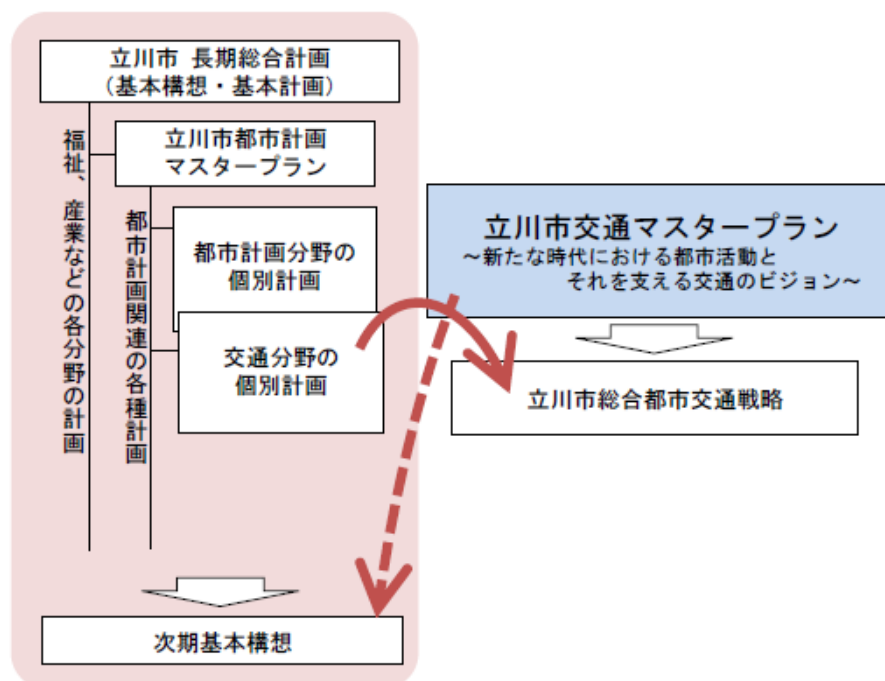 立川市 長期総合計画
(基本構想・基本計画)
福祉、産業などの各分野の計画
立川市都市計画
マスタープラン
都市計画関連の各種計画
都市計画分野の
個別計画
交通分野の
個別計画
次期基本構想
立川市交通マスタープラン
～新たな時代における都市活動と
それを支える交通のビジョン～
立川市総合都市交通戦略